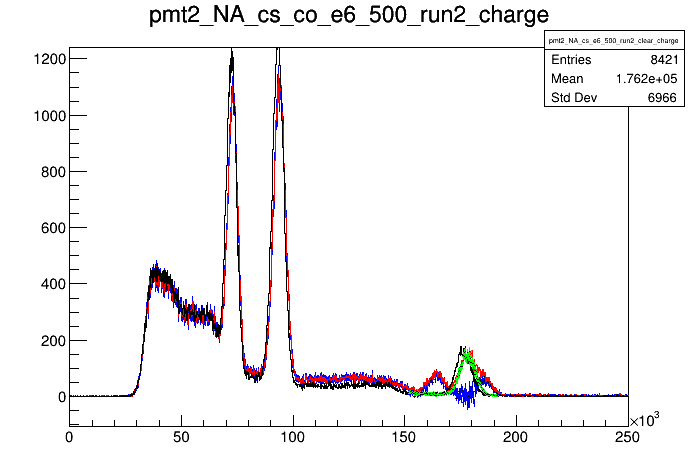 pmt2_NA_cs_co_e6_500_run2_charge
pmt2_NA_cs_e6_500_run2_clear_charge
Entries 8421
Mean 1.762e+05
Std Dev 6966
1200
1000
800
600
400
200
0
0 50 100 150 200 250
×10³